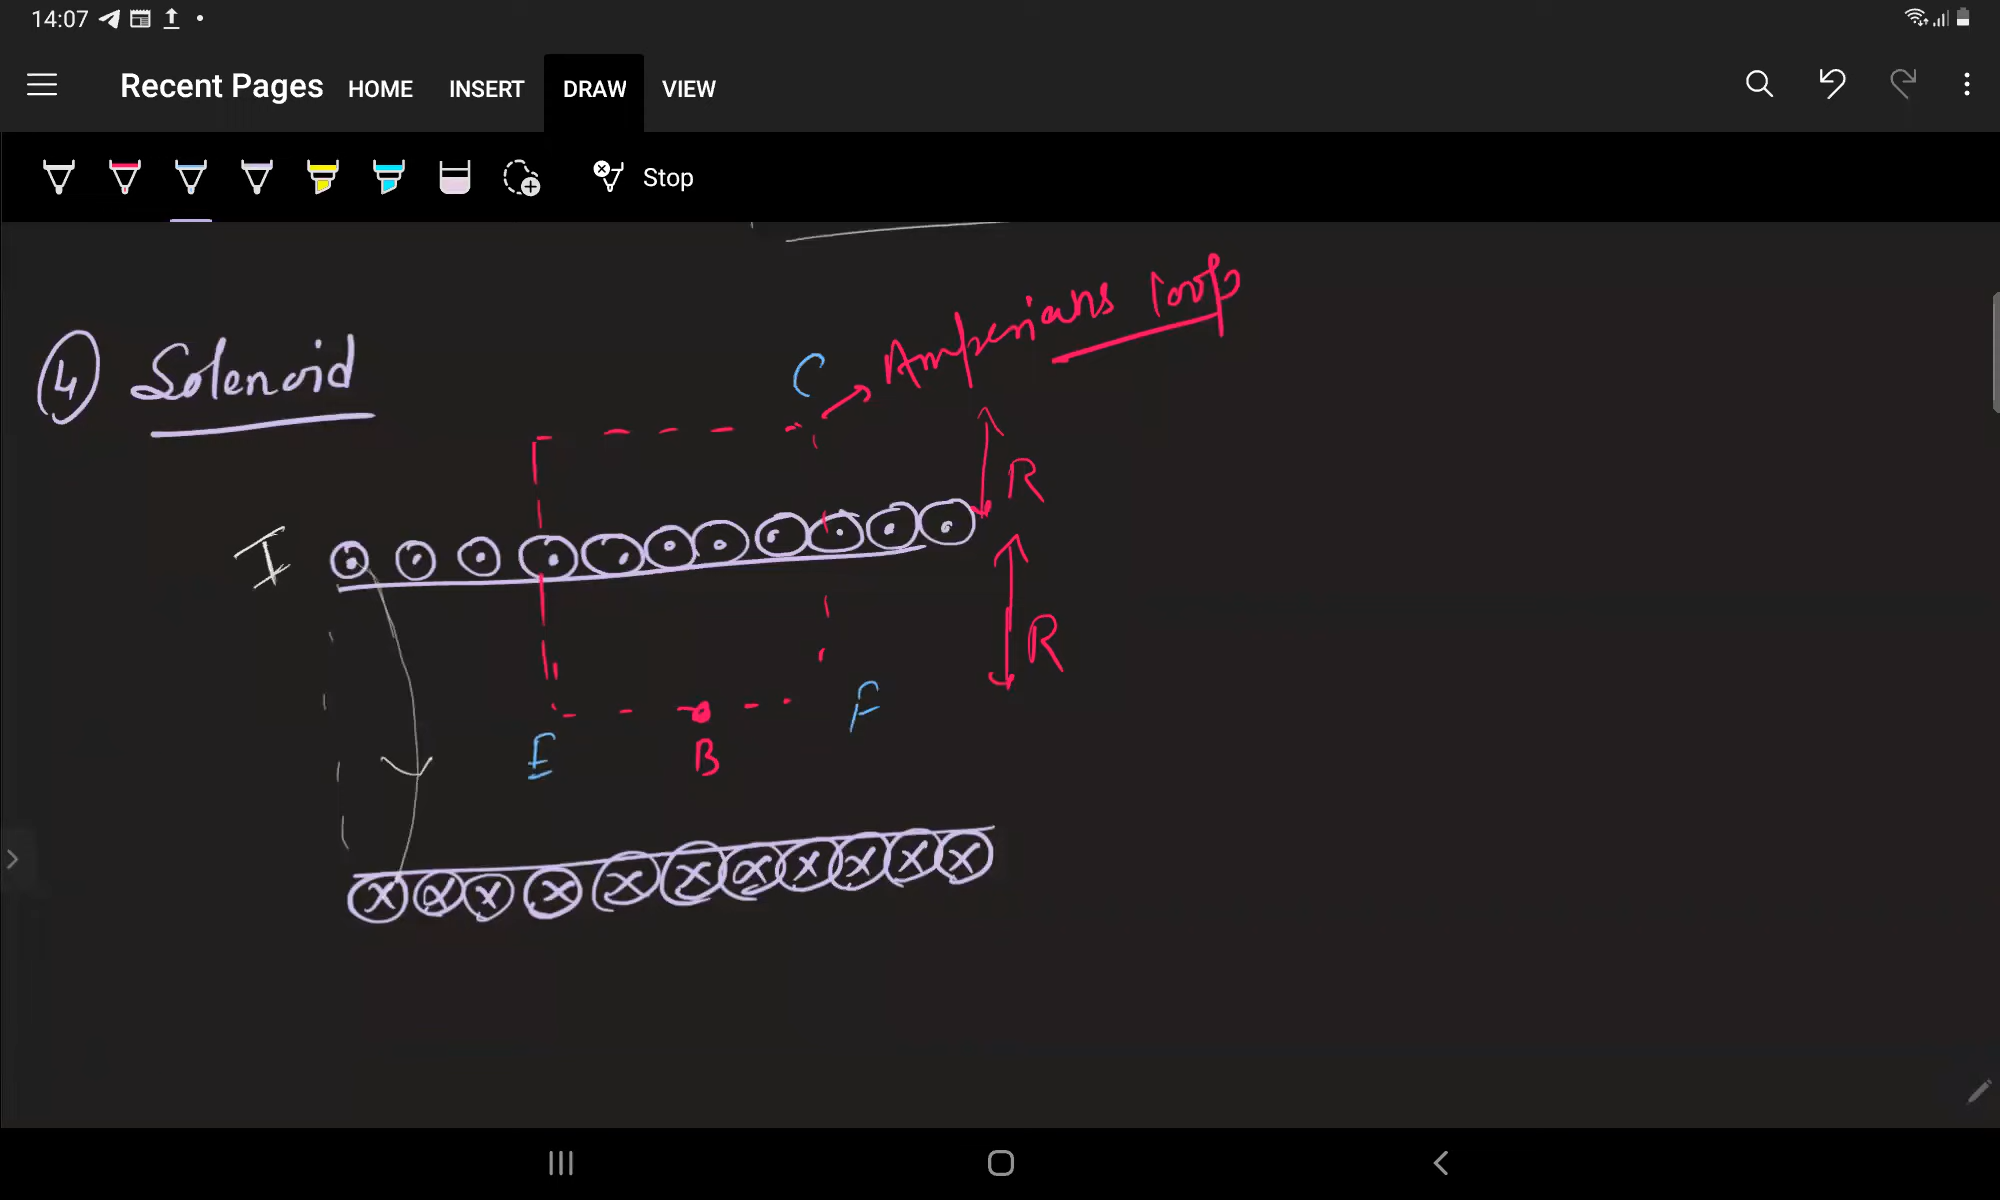 14:07
Recent Pages HOME INSERT DRAW VIEW
Stop
Amperians loop
4 Solenoid
C
R
I
R
F
E
B